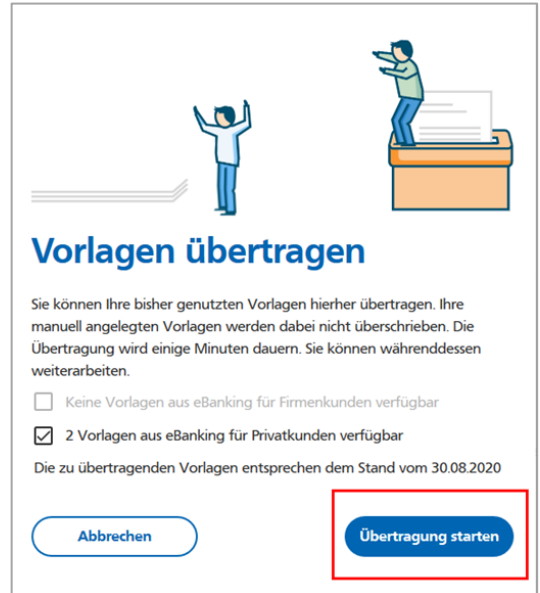 Vorlagen übertragen
Sie können Ihre bisher genutzten Vorlagen hierher übertragen. Ihre
manuell angelegten Vorlagen werden dabei nicht überschrieben. Die
Übertragung wird einige Minuten dauern. Sie können währenddessen
weiterarbeiten.
Keine Vorlagen aus eBanking für Firmenkunden verfügbar
2 Vorlagen aus eBanking für Privatkunden verfügbar
Die zu übertragenden Vorlagen entsprechen dem Stand vom 30.08.2020
Abbrechen
Übertragung starten